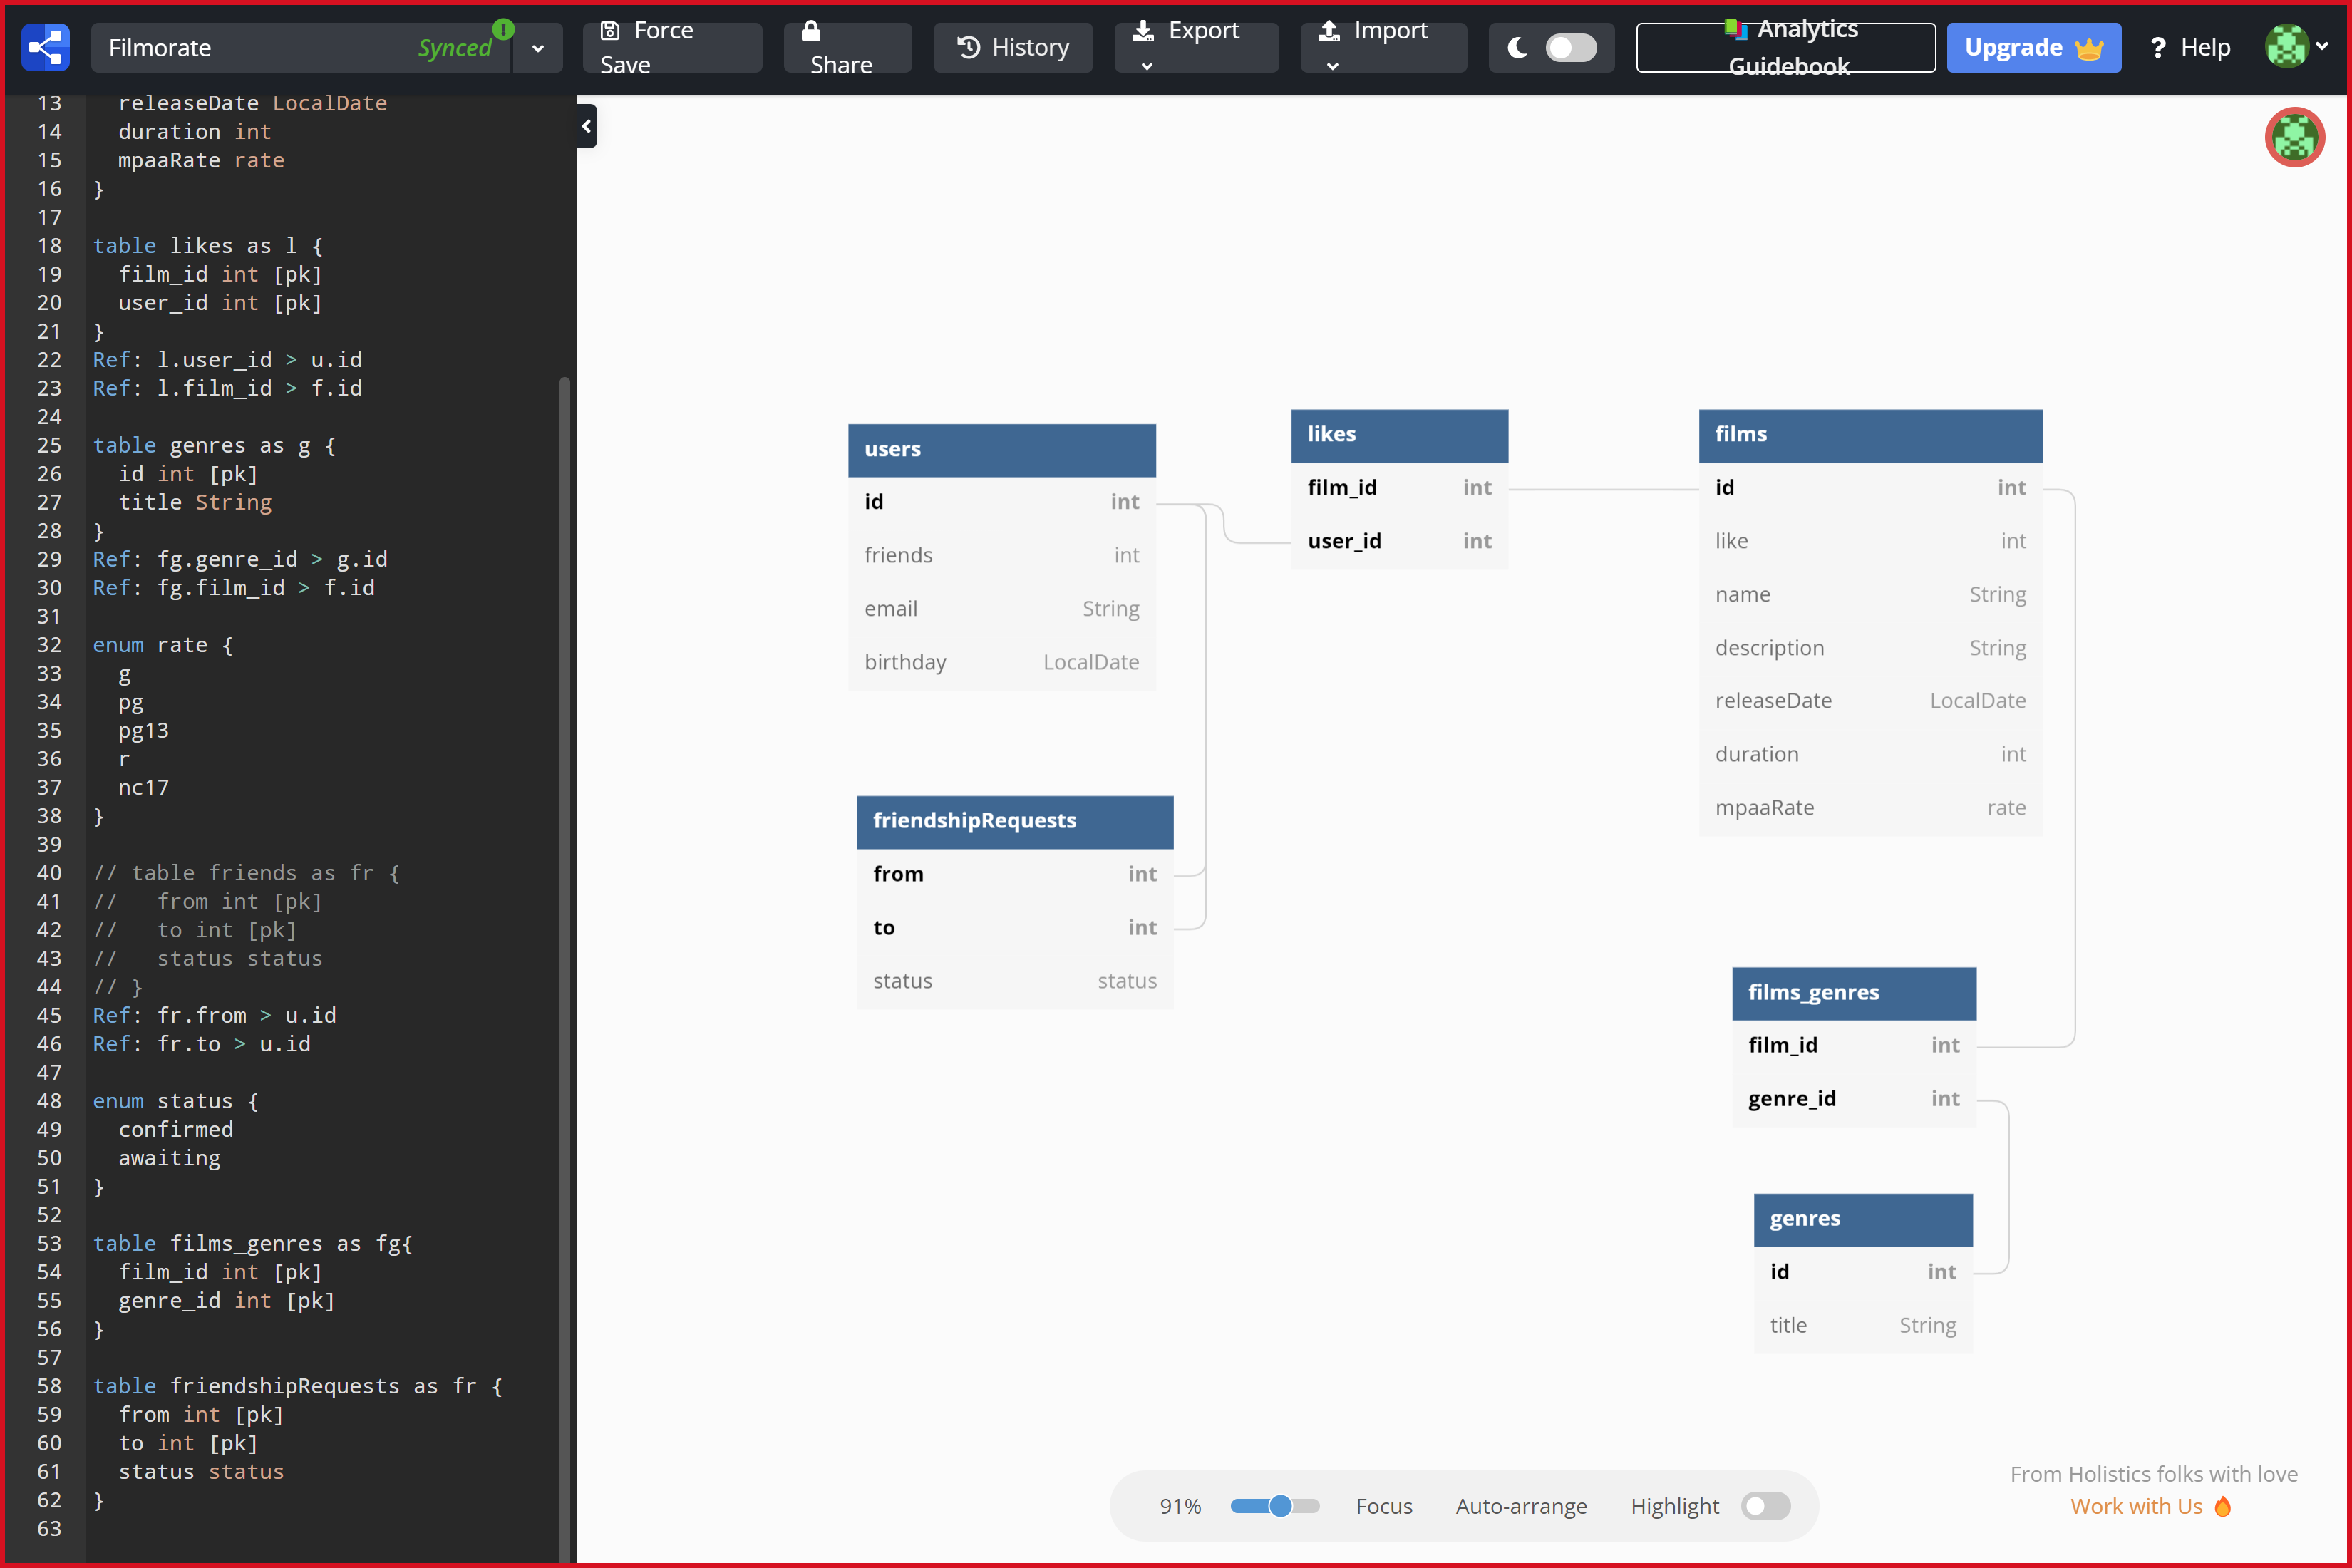 Filmorate Synced Force Save Share History Export Import Analytics Guidebook Upgrade ? Help
13 releaseDate LocalDate
14 duration int
15 mpaaRate rate
16 }
17
18 table likes as l {
19 film_id int [pk]
20 user_id int [pk]
21 }
22 Ref: l.user_id > u.id
23 Ref: l.film_id > f.id
24
25 table genres as g {
26 id int [pk]
27 title String
28 }
29 Ref: fg.genre_id > g.id
30 Ref: fg.film_id > f.id
31
32 enum rate {
33 g
34 pg
35 pg13
36 r
37 nc17
38 }
39
40 // table friends as fr {
41 // from int [pk]
42 // to int [pk]
43 // status status
44 // }
45 Ref: fr.from > u.id
46 Ref: fr.to > u.id
47
48 enum status {
49 confirmed
50 awaiting
51 }
52
53 table films_genres as fg{
54 film_id int [pk]
55 genre_id int [pk]
56 }
57
58 table friendshipRequests as fr {
59 from int [pk]
60 to int [pk]
61 status status
62 }
63
users
id int
friends int
email String
birthday LocalDate
likes
film_id int
user_id int
films
id int
like int
name String
description String
releaseDate LocalDate
duration int
mpaaRate rate
friendshipRequests
from int
to int
status status
films_genres
film_id int
genre_id int
genres
id int
title String
91% Focus Auto-arrange Highlight
From Holistics folks with love
Work with Us